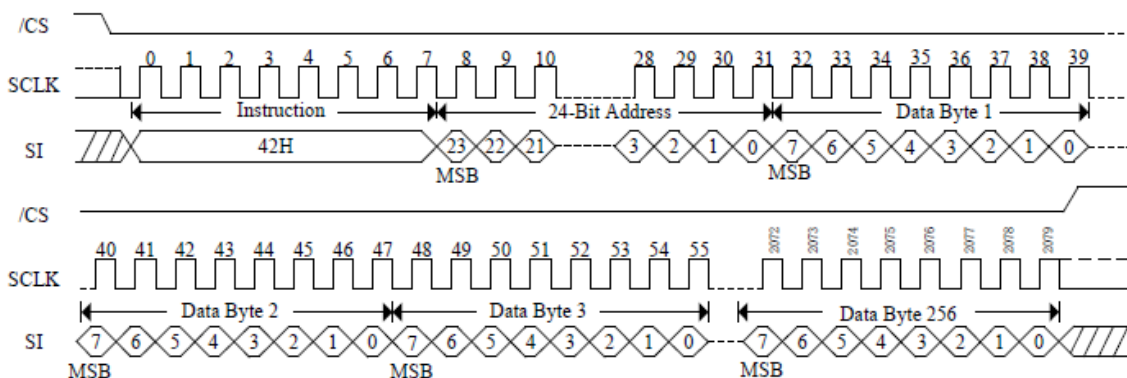 /CS
0 1 2 3 4 5 6 7 8 9 10 28 29 30 31 32 33 34 35 36 37 38 39
SCLK
Instruction 24-Bit Address Data Byte 1
SI 42H 23 22 21 3 2 1 0 7 6 5 4 3 2 1 0
MSB MSB
/CS
40 41 42 43 44 45 46 47 48 49 50 51 52 53 54 55 2072 2073 2074 2075 2076 2077 2078 2079
SCLK
Data Byte 2 Data Byte 3 Data Byte 256
SI 7 6 5 4 3 2 1 0 7 6 5 4 3 2 1 0 7 6 5 4 3 2 1 0
MSB MSB MSB